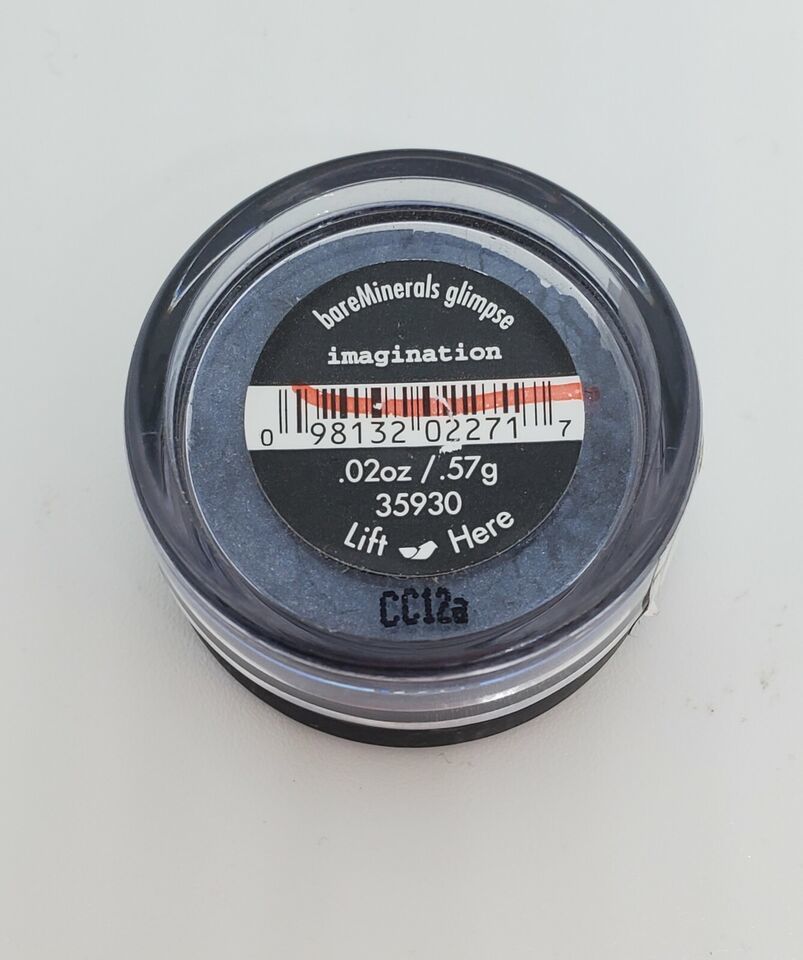 bareMinerals glimpse
imagination
0 98132 02271 7
.02oz /.57g
35930
Lift Here
CC12a